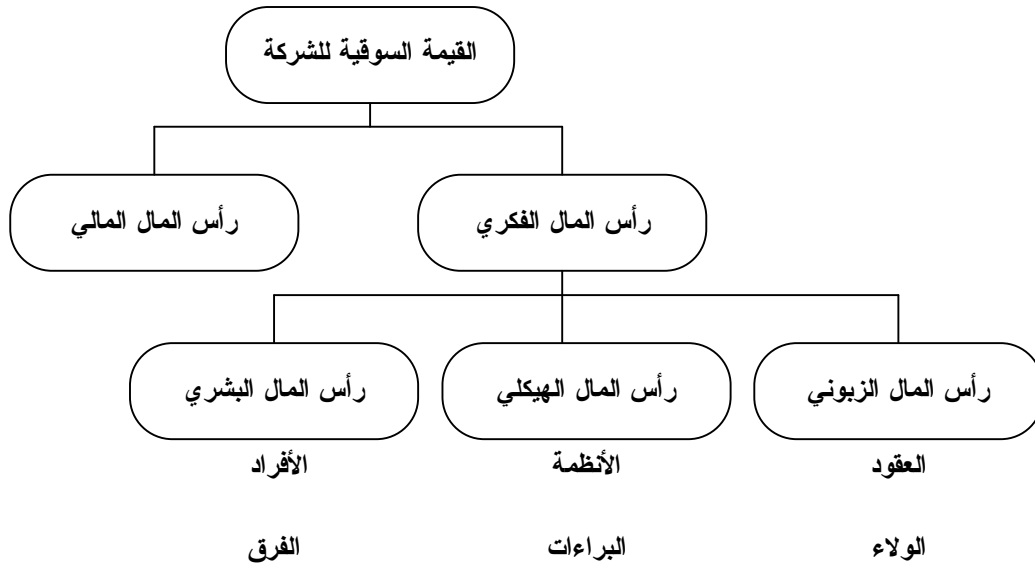 القيمة السوقية للشركة
رأس المال الفكري
رأس المال المالي
رأس المال الزبوني
رأس المال الهيكلي
رأس المال البشري
العقود
الأنظمة
الأفراد
الولاء
البراءات
الفرق